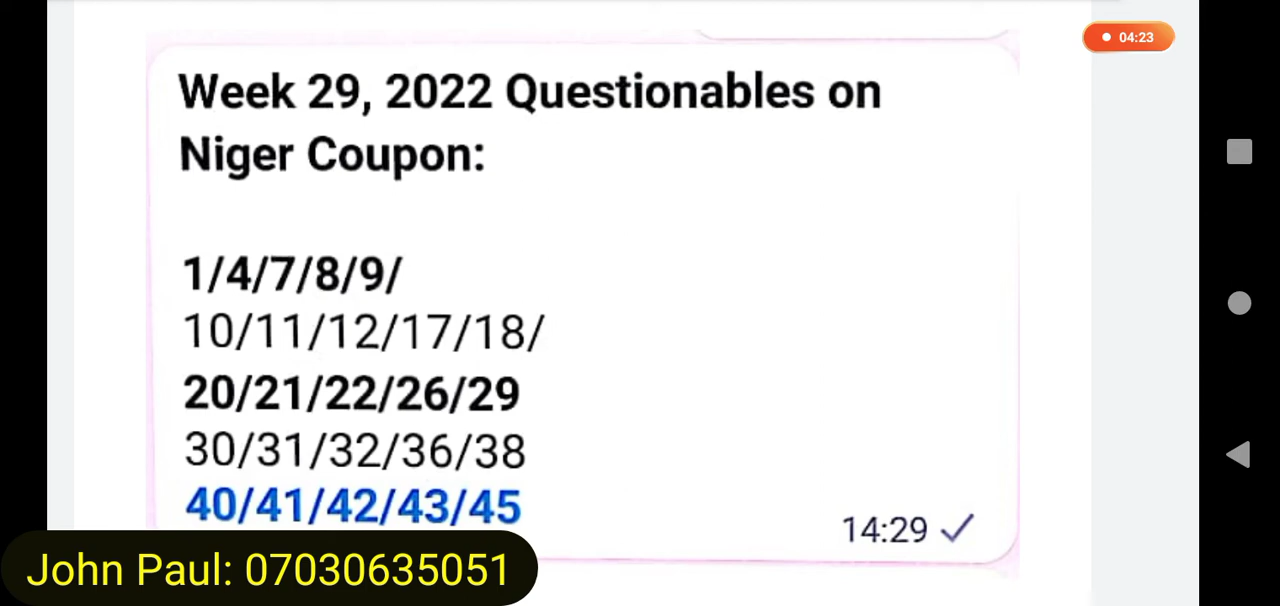 04:23
Week 29, 2022 Questionables on
Niger Coupon:
1/4/7/8/9/
10/11/12/17/18/
20/21/22/26/29
30/31/32/36/38
40/41/42/43/45
14:29
John Paul: 07030635051